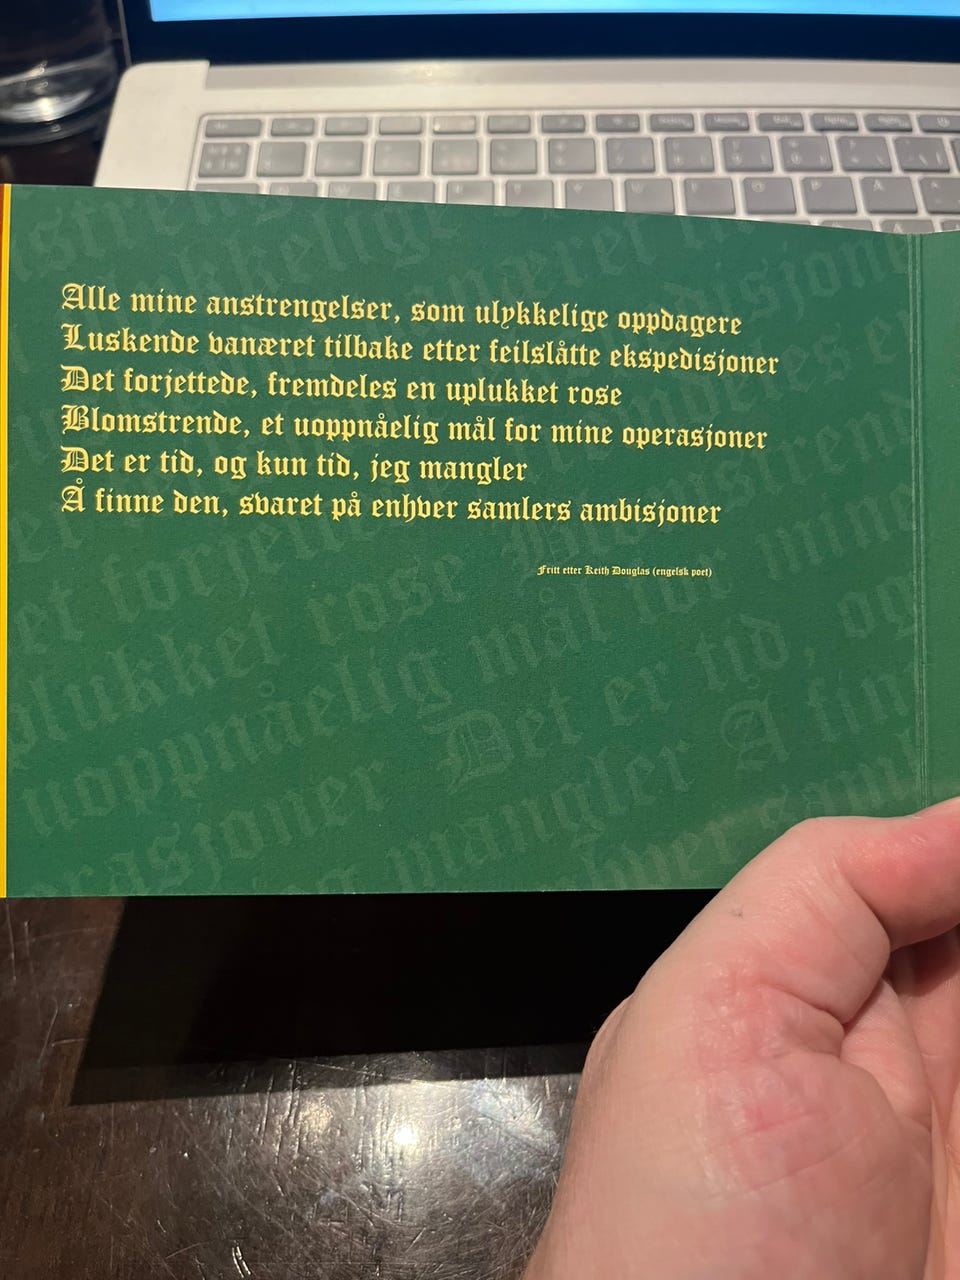 Alle mine anstrengelser, som ulykkelige oppdagere
Luskende vanæret tilbake etter feilslåtte ekspedisjoner
Det forjettede, fremdeles en uplukket rose
Blomstrende, et uoppnåelig mål for mine operasjoner
Det er tid, og kun tid, jeg mangler
Å finne den, svaret på enhver samlers ambisjoner
Fritt etter Keith Douglas (engelsk poet)